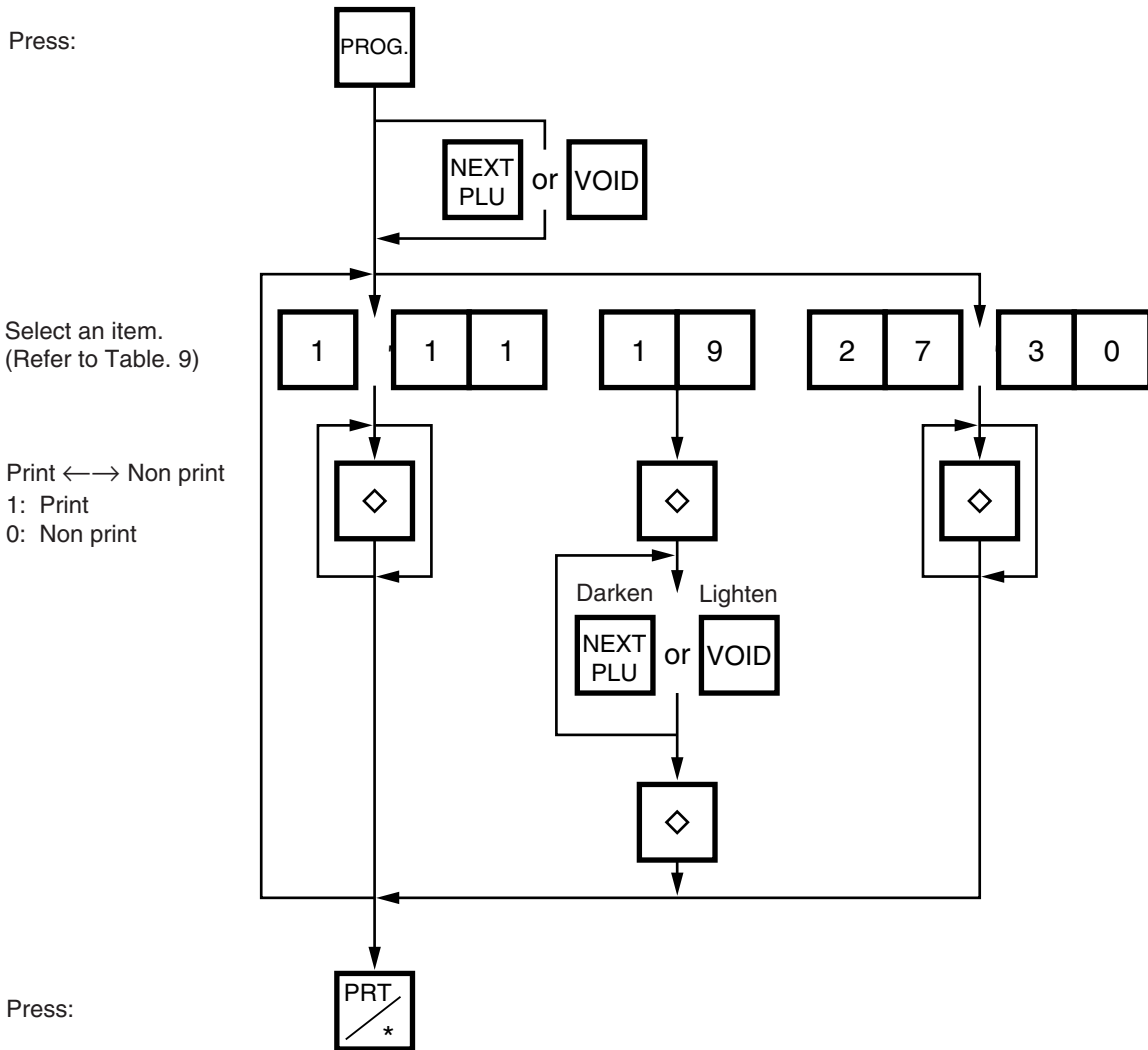 Press:
PROG.
NEXT
PLU
or
VOID
Select an item.
(Refer to Table. 9)
1 1 1 1 9 2 7 3 0
Print ←−→ Non print
1: Print
0: Non print
◇ ◇ ◇
Darken Lighten
NEXT
PLU
or
VOID
◇
Press:
PRT
*